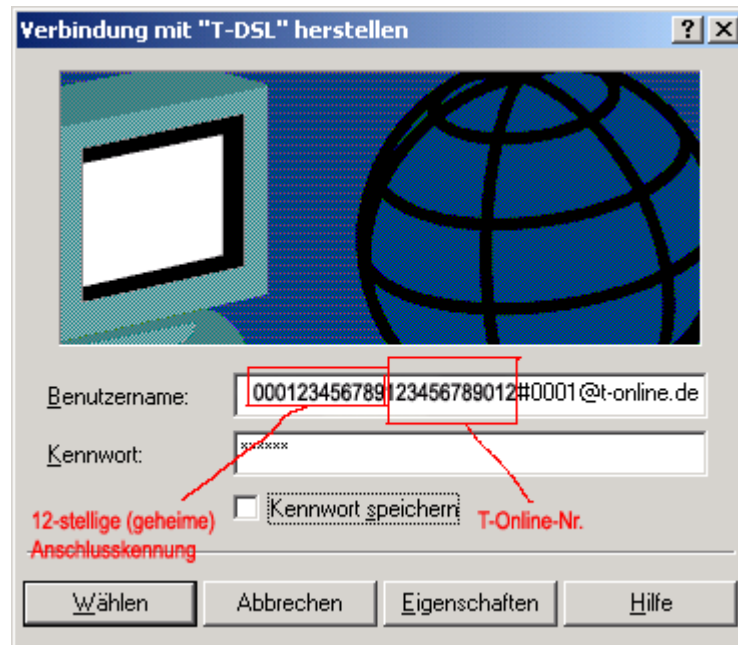 Verbindung mit "T-DSL" herstellen
Benutzername: 000123456789123456789012#0001@t-online.de
Kennwort: ******
Kennwort speichern
12-stellige (geheime)
Anschlusskennung
T-Online-Nr.
Wählen Abbrechen Eigenschaften Hilfe